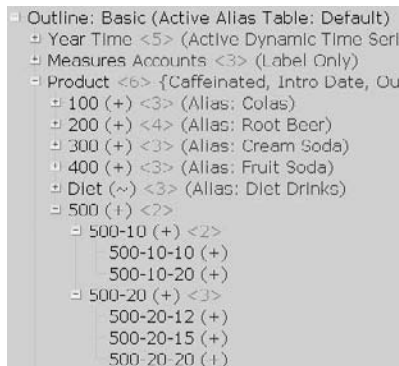 Outline: Basic (Active Alias Table: Default)
Year Time <5> (Active Dynamic Time Seri
Measures Accounts <3> (Label Only)
Product <6> {Caffeinated, Intro Date, Ou
100 (+) <3> (Alias: Colas)
200 (+) <4> (Alias: Root Beer)
300 (+) <3> (Alias: Cream Soda)
400 (+) <3> (Alias: Fruit Soda)
Diet (~) <3> (Alias: Diet Drinks)
500 (+) <2>
500-10 (+) <2>
500-10-10 (+)
500-10-20 (+)
500-20 (+) <3>
500-20-12 (+)
500-20-15 (+)
500-20-20 (+)